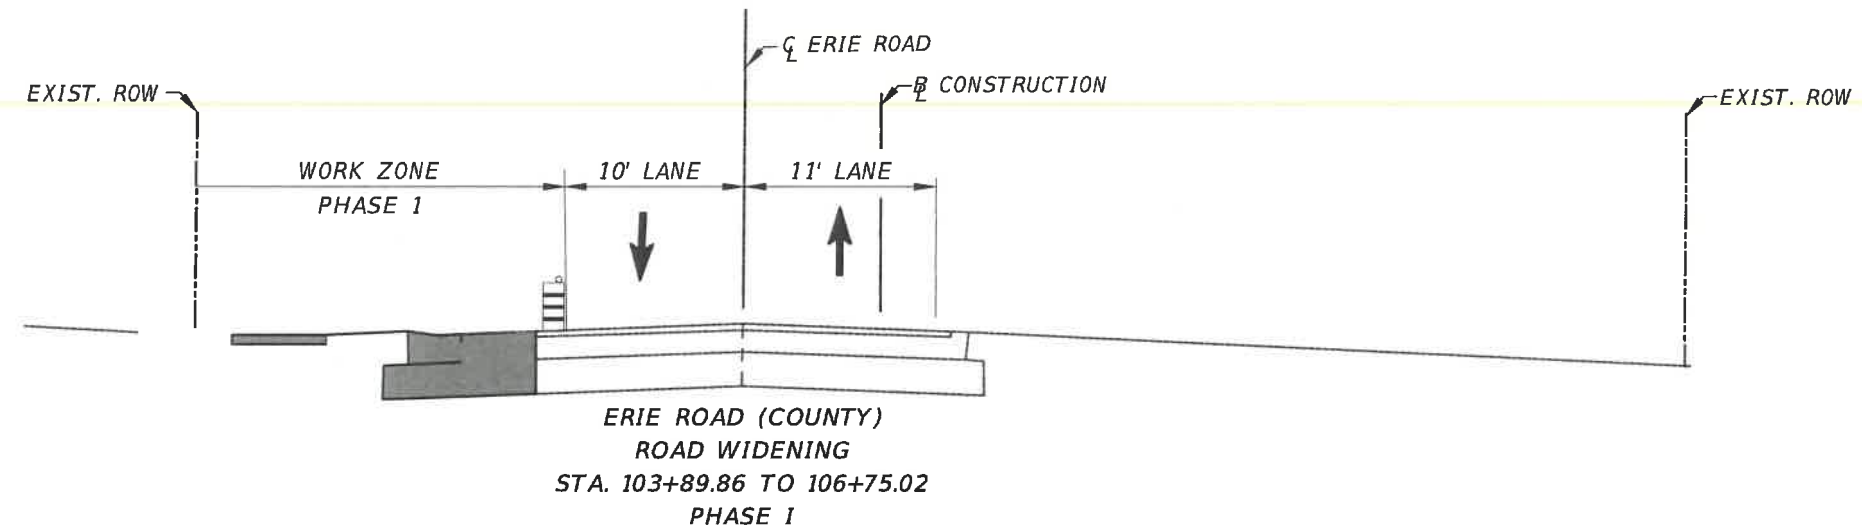 ℄ ERIE ROAD
EXIST. ROW
BL CONSTRUCTION
EXIST. ROW
WORK ZONE
10' LANE
11' LANE
PHASE 1
ERIE ROAD (COUNTY)
ROAD WIDENING
STA. 103+89.86 TO 106+75.02
PHASE I